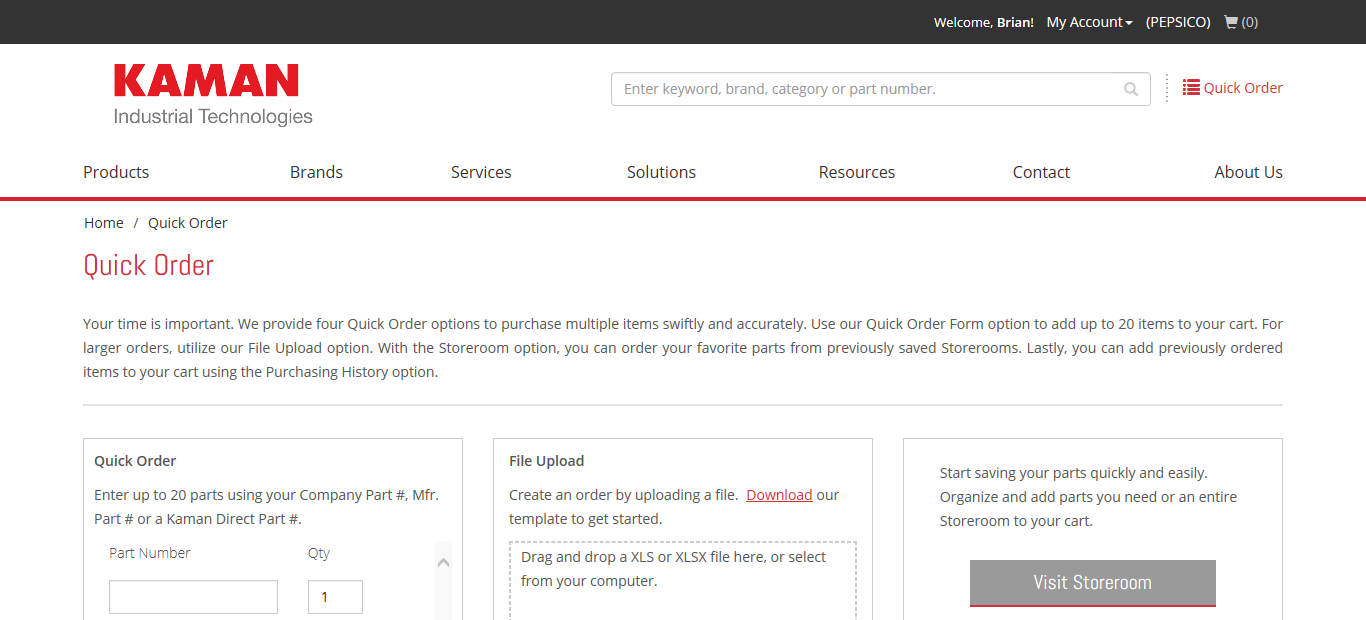 Welcome, Brian! My Account (PEPSICO) (0)
KAMAN
Industrial Technologies
Enter keyword, brand, category or part number.
Quick Order
Products Brands Services Solutions Resources Contact About Us
Home / Quick Order
Quick Order
Your time is important. We provide four Quick Order options to purchase multiple items swiftly and accurately. Use our Quick Order Form option to add up to 20 items to your cart. For
larger orders, utilize our File Upload option. With the Storeroom option, you can order your favorite parts from previously saved Storerooms. Lastly, you can add previously ordered
items to your cart using the Purchasing History option.
Quick Order
Enter up to 20 parts using your Company Part #, Mfr.
Part # or a Kaman Direct Part #.
Part Number Qty
1
File Upload
Create an order by uploading a file. Download our
template to get started.
Drag and drop a XLS or XLSX file here, or select
from your computer.
Start saving your parts quickly and easily.
Organize and add parts you need or an entire
Storeroom to your cart.
Visit Storeroom